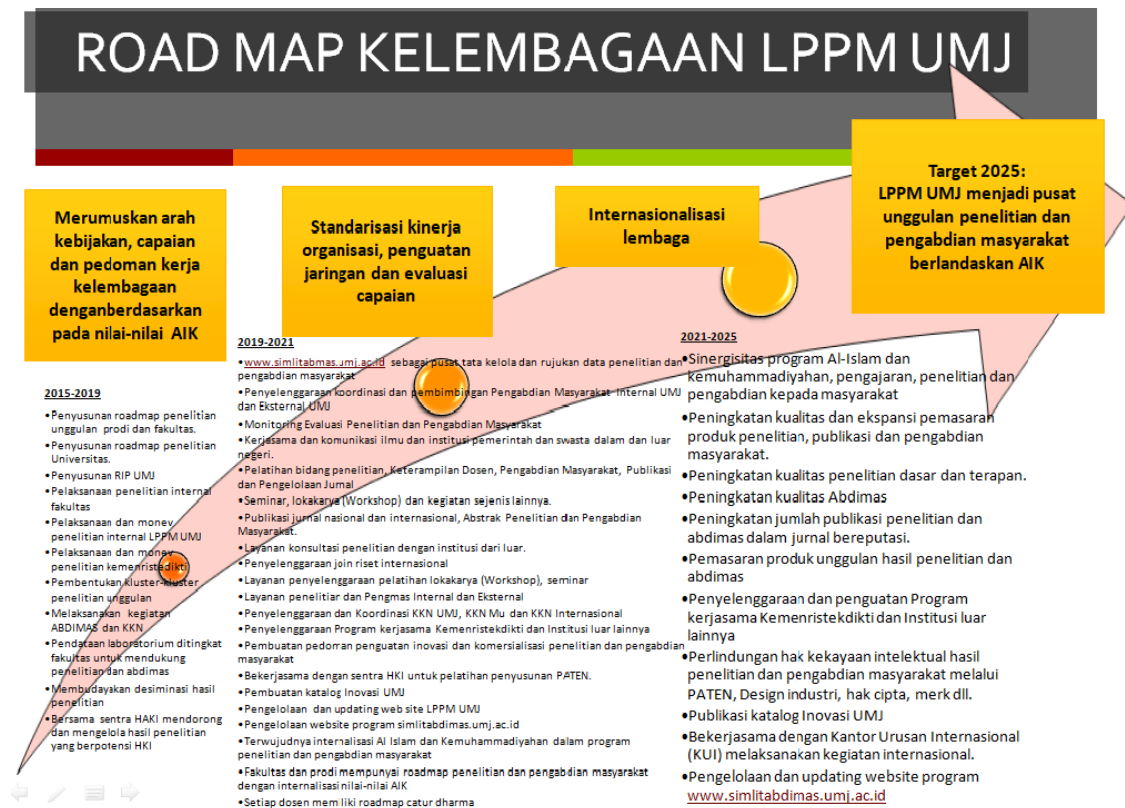 ROAD MAP KELEMBAGAAN LPPM UMJ
Merumuskan arah
kebijakan, capaian
dan pedoman kerja
kelembagaan
denganberdasarkan
pada nilai-nilai AIK
Standarisasi kinerja
organisasi, penguatan
jaringan dan evaluasi
capaian
Internasionalisasi
lembaga
Target 2025:
LPPM UMJ menjadi pusat
unggulan penelitian dan
pengabdian masyarakat
berlandaskan AIK
2015-2019
•Penyusunan roadmap penelitian
unggulan prodi dan fakultas.
•Penyusunan roadmap penelitian
Universitas.
•Penyusunan RIP UMJ
•Pelaksanaan penelitian internal
fakultas
•Pelaksanaan dan monev
penelitian internal LPPM UMJ
•Pelaksanaan dan monev
penelitian kemenristedikti
•Pembentukan kluster-kluster
penelitian unggulan
•Melaksanakan kegiatan
ABDIMAS dan KKN
•Pendataan laboratorium ditingkat
fakultas untuk mendukung
penelitian dan abdimas
•Membudayakan desiminasi hasil
penelitian
•Bersama sentra HAKI mendorong
dan mengelola hasil penelitian
yang berpotensi HKI
2019-2021
•www.simlitabmas.umj.ac.id sebagai pusat tata kelola dan rujukan data penelitian dan
pengabdian masyarakat
•Penyelenggaraan koordinasi dan pembimbingan Pengabdian Masyarakat Internal UMJ
dan Eksternal UMJ
•Monitoring Evaluasi Penelitian dan Pengabdian Masyarakat
•Kerjasama dan komunikasi ilmu dan institusi pemerintah dan swasta dalam dan luar
negeri.
•Pelatihan bidang penelitian, Keterampilan Dosen, Pengabdian Masyarakat, Publikasi
dan Pengelolaan Jurnal
•Seminar, lokakarya (Workshop) dan kegiatan sejenis lainnya.
•Publikasi jurnal nasional dan internasional, Abstrak Penelitian dan Pengabdian
Masyarakat.
•Layanan konsultasi penelitian dengan institusi dari luar.
•Penyelenggaraan join riset internasional
•Layanan penyelenggaraan pelatihan lokakarya (Workshop), seminar
•Layanan penelitiar dan Pengmas Internal dan Eksternal
•Penyelenggaraan dan Koordinasi KKN UMJ, KKN Mu dan KKN Internasional
•Penyelenggaraan Program kerjasama Kemenristekdikti dan Institusi luar lainnya
•Pembuatan pedoman penguatan inovasi dan komersialisasi penelitian dan pengabdian
masyarakat
•Bekerjasama dengan sentra HKI untuk pelatihan penyusunan PATEN.
•Pembuatan katalog Inovasi UMJ
•Pengelolaan dan updating web site LPPM UMJ
•Pengelolaan website program simlitabdimas.umj.ac.id
•Terwujudnya internalisasi Al Islam dan Kemuhammadiyahan dalam program
penelitian dan pengabdian masyarakat
•Fakultas dan prodi mempunyai roadmap penelitian dan pengabdian masyarakat
dengan internalisasi nilai-nilai AIK
•Setiap dosen mem liki roadmap catur dharma
2021-2025
•Sinergisitas program Al-Islam dan
kemuhammadiyahan, pengajaran, penelitian dan
pengabdian kepada masyarakat
•Peningkatan kualitas dan ekspansi pemasaran
produk penelitian, publikasi dan pengabdian
masyarakat.
•Peningkatan kualitas penelitian dasar dan terapan.
•Peningkatan kualitas Abdimas
•Peningkatan jumlah publikasi penelitian dan
abdimas dalam jurnal bereputasi.
•Pemasaran produk unggulan hasil penelitian dan
abdimas
•Penyelenggaraan dan penguatan Program
kerjasama Kemenristekdikti dan Institusi luar
lainnya
•Perlindungan hak kekayaan intelektual hasil
penelitian dan pengabdian masyarakat melalui
PATEN, Design industri, hak cipta, merk dll.
•Publikasi katalog Inovasi UMJ
•Bekerjasama dengan Kantor Urusan Internasional
(KUI) melaksanakan kegiatan internasional.
•Pengelolaan dan updating website program
www.simlitabdimas.umj.ac.id